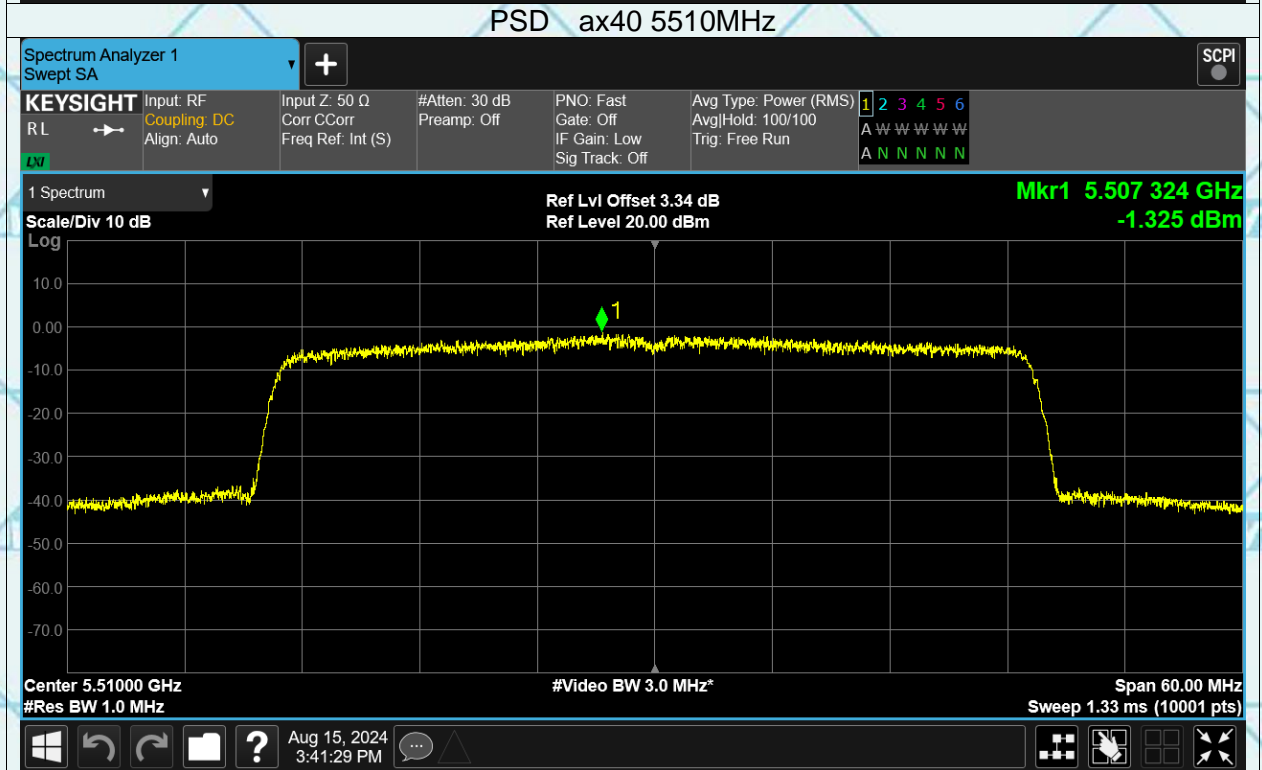 PSD ax40 5510MHz
Spectrum Analyzer 1
Swept SA
+
SCPI
KEYSIGHT
R L
LXI
Input: RF
Coupling: DC
Align: Auto
Input Z: 50 Ω
Corr CCorr
Freq Ref: Int (S)
#Atten: 30 dB
Preamp: Off
PNO: Fast
Gate: Off
IF Gain: Low
Sig Track: Off
Avg Type: Power (RMS)
Avg|Hold: 100/100
Trig: Free Run
1 2 3 4 5 6
A W W W W W
A N N N N N
1 Spectrum
Ref Lvl Offset 3.34 dB
Mkr1 5.507 324 GHz
Scale/Div 10 dB
Ref Level 20.00 dBm
-1.325 dBm
Log
10.0
1
0.00
-10.0
-20.0
-30.0
-40.0
-50.0
-60.0
-70.0
Center 5.51000 GHz
#Video BW 3.0 MHz*
Span 60.00 MHz
#Res BW 1.0 MHz
Sweep 1.33 ms (10001 pts)
?
Aug 15, 2024
3:41:29 PM